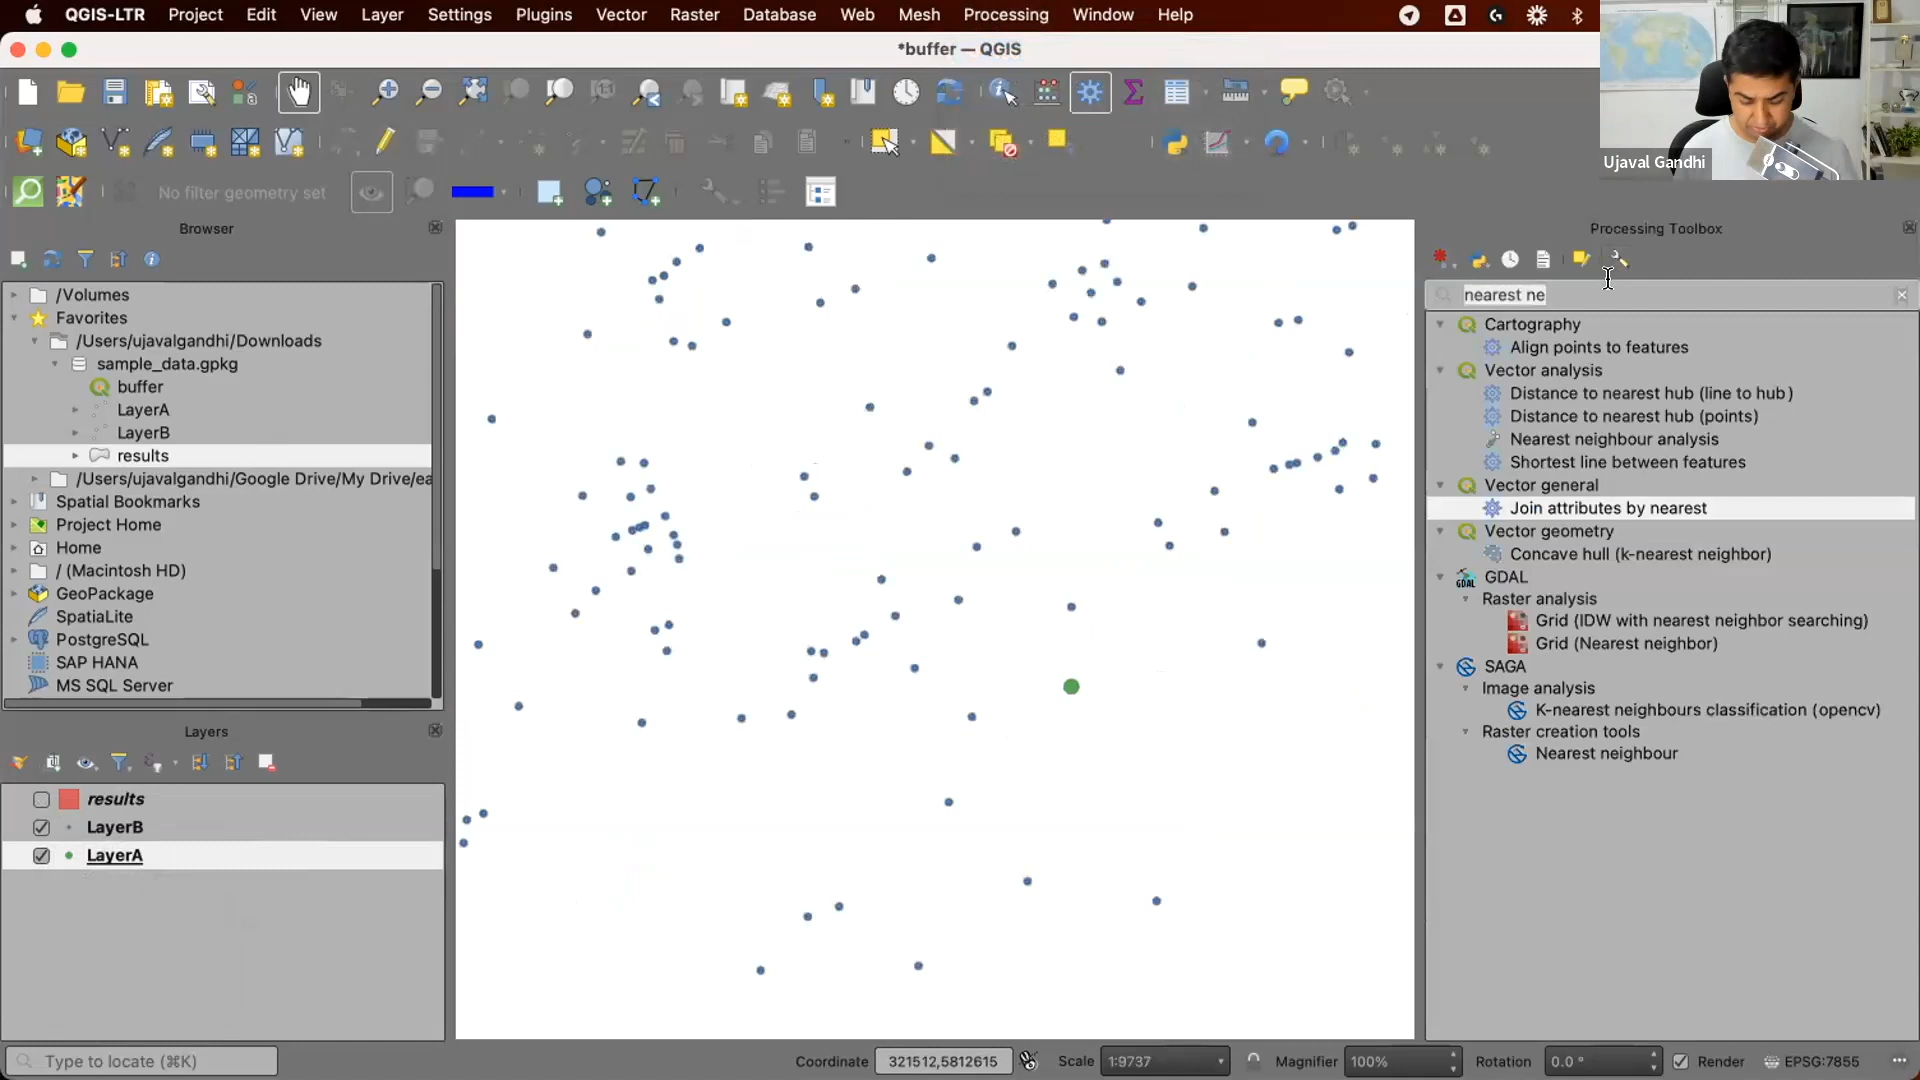 QGIS-LTR Project Edit View Layer Settings Plugins Vector Raster Database Web Mesh Processing Window Help
*buffer — QGIS
Ujaval Gandhi
No filter geometry set
Browser
/Volumes
Favorites
/Users/ujavalgandhi/Downloads
sample_data.gpkg
buffer
LayerA
LayerB
results
/Users/ujavalgandhi/Google Drive/My Drive/ea
Spatial Bookmarks
Project Home
Home
/ (Macintosh HD)
GeoPackage
SpatiaLite
PostgreSQL
SAP HANA
MS SQL Server
Layers
results
LayerB
LayerA
Processing Toolbox
nearest ne
Cartography
Align points to features
Vector analysis
Distance to nearest hub (line to hub)
Distance to nearest hub (points)
Nearest neighbour analysis
Shortest line between features
Vector general
Join attributes by nearest
Vector geometry
Concave hull (k-nearest neighbor)
GDAL
GDAL
Raster analysis
Grid (IDW with nearest neighbor searching)
Grid (Nearest neighbor)
SAGA
Image analysis
K-nearest neighbours classification (opencv)
Raster creation tools
Nearest neighbour
Type to locate (⌘K) Coordinate 321512,5812615 Scale 1:9737 Magnifier 100% Rotation 0.0 ° Render EPSG:7855